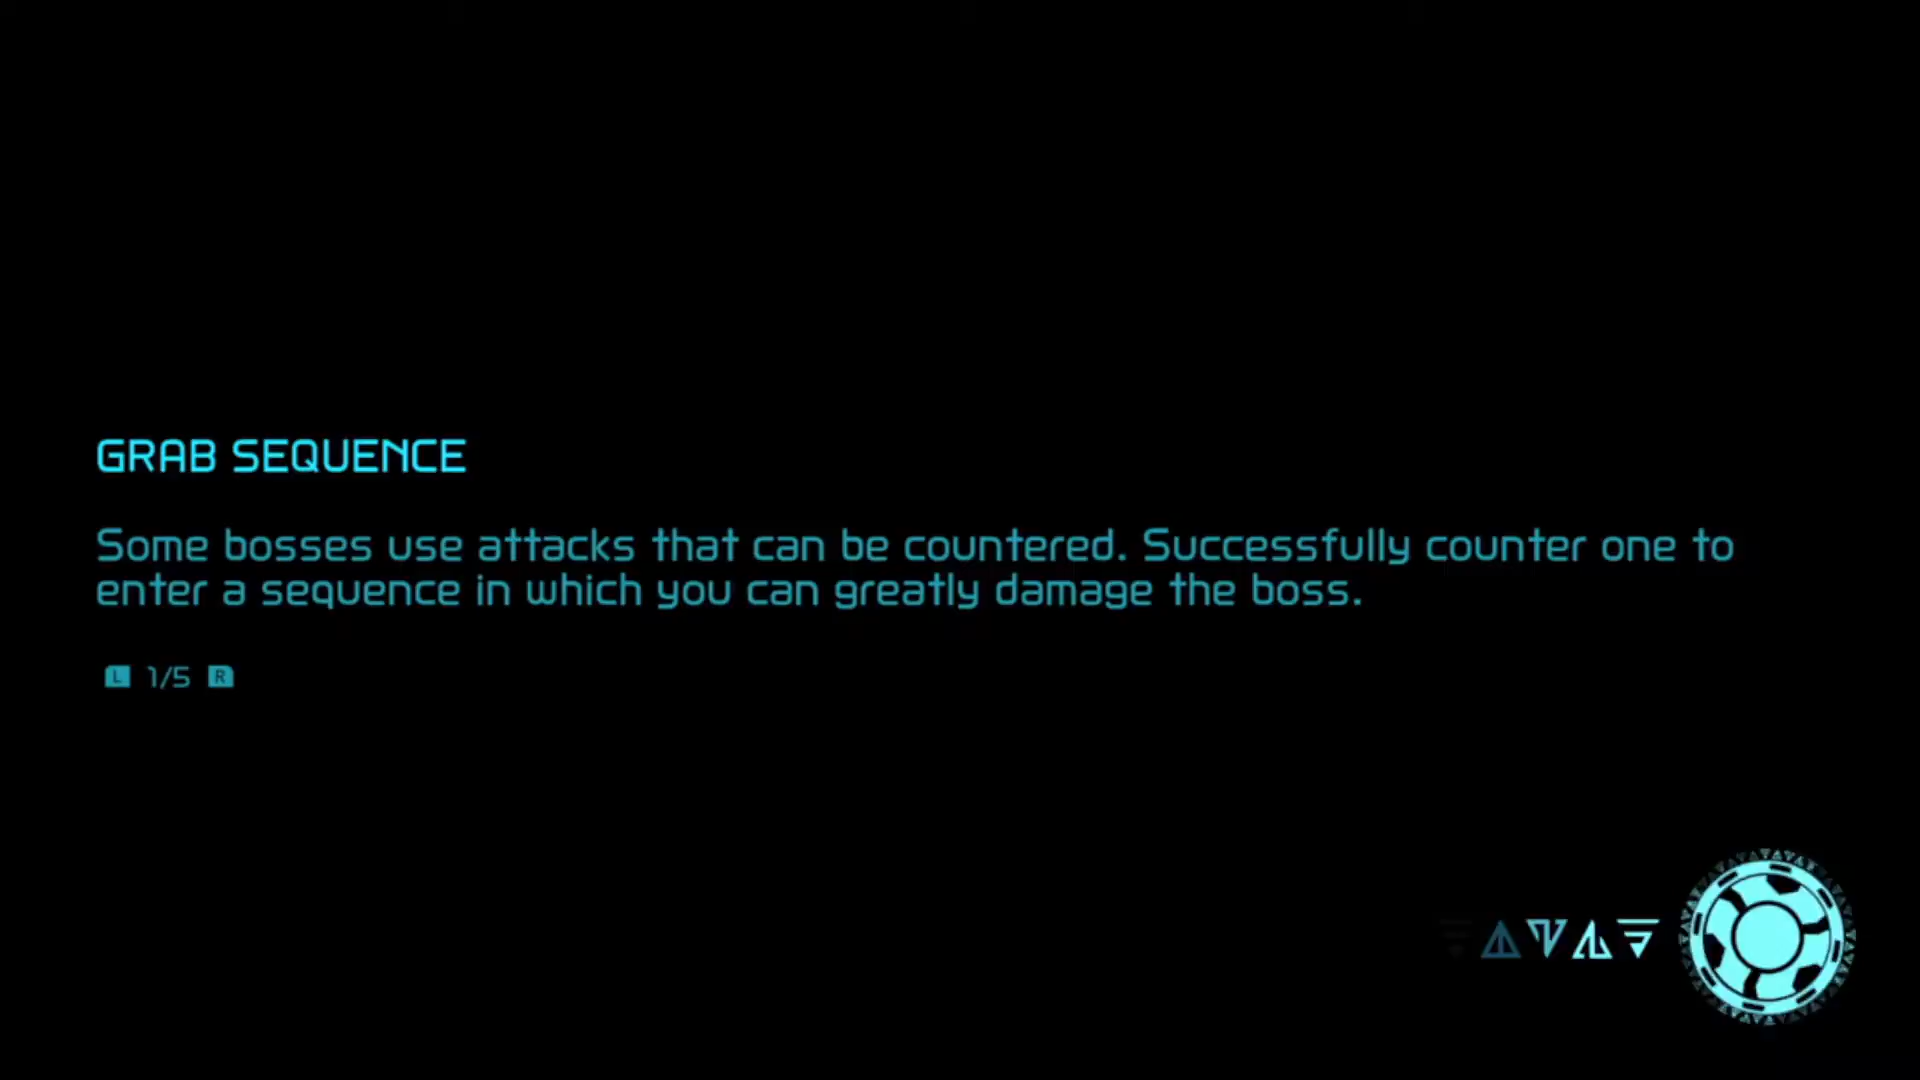 GRAB SEQUENCE
Some bosses use attacks that can be countered. Successfully counter one to
enter a sequence in which you can greatly damage the boss.
L 1/5 R